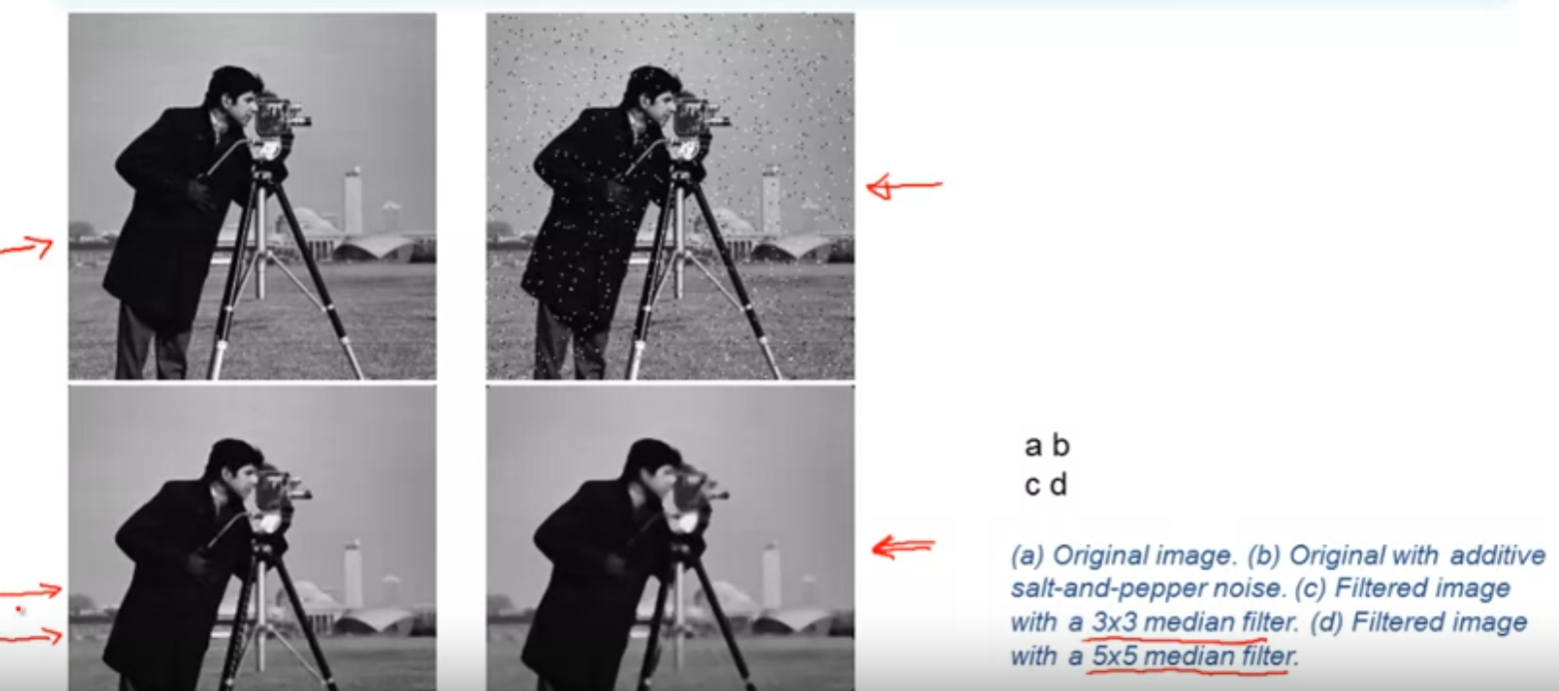 a b
c d
(a) Original image. (b) Original with additive
salt-and-pepper noise. (c) Filtered image
with a 3x3 median filter. (d) Filtered image
with a 5x5 median filter.